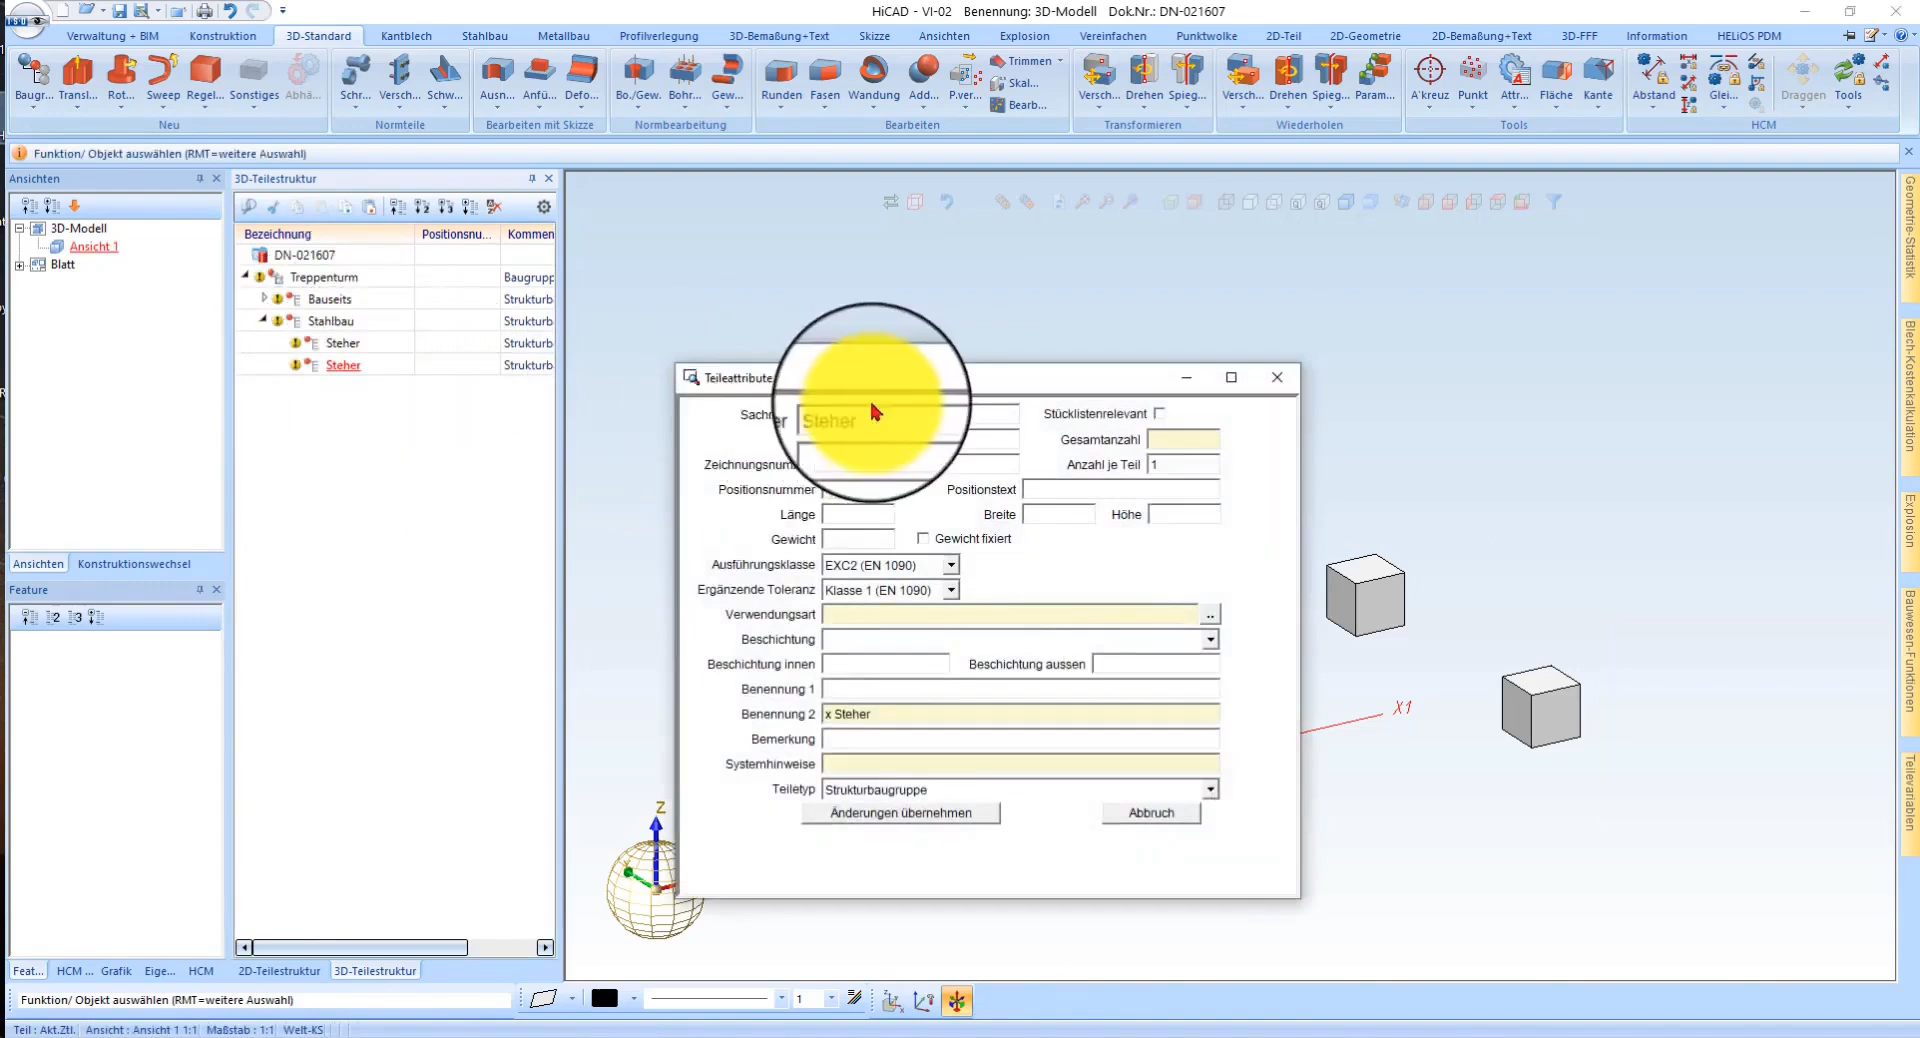 HiCAD - VI-02 Benennung: 3D-Modell Dok.Nr.: DN-021607
Verwaltung + BIM Konstruktion 3D-Standard Kantblech Stahlbau Metallbau Profilverlegung 3D-Bemaßung+Text Skizze Ansichten Explosion Vereinfachen Punktwolke 2D-Teil 2D-Geometrie 2D-Bemaßung+Text 3D-FFF Information HELiOS PDM
Baugr... Transl... Rot... Sweep Regel... Sonstiges Abhä... Schr... Versch... Schw... Ausn... Anfü... Defo... Bo./Gew. Bohr... Gew... Runden Fasen Wandung Add... P.ver... Trimmen Skal... Bearb... Versch... Drehen Spieg... Versch... Drehen Spieg... Param... A'kreuz Punkt Attr... Fläche Kante Abstand Glei... Draggen Tools
Neu Normteile Bearbeiten mit Skizze Normbearbeitung Bearbeiten Transformieren Wiederholen Tools HCM
Funktion/ Objekt auswählen (RMT=weitere Auswahl)
Ansichten
3D-Modell
Ansicht 1
Blatt
Ansichten Konstruktionswechsel
Feature
Feat... HCM ... Grafik Eige... HCM
3D-Teilestruktur
Bezeichnung Positionsnu... Kommen
DN-021607
Treppenturm Baugrupp
Bauseits Strukturb
Stahlbau Strukturb
Steher Strukturb
Steher Strukturb
2D-Teilestruktur 3D-Teilestruktur
Teileattribute
Sachn er Steher Stücklistenrelevant
Gesamtanzahl
Zeichnungsnum Anzahl je Teil 1
Positionsnummer Positionstext
Länge Breite Höhe
Gewicht Gewicht fixiert
Ausführungsklasse EXC2 (EN 1090)
Ergänzende Toleranz Klasse 1 (EN 1090)
Verwendungsart ..
Beschichtung
Beschichtung innen Beschichtung aussen
Benennung 1
Benennung 2 x Steher
Bemerkung
Systemhinweise
Teiletyp Strukturbaugruppe
Änderungen übernehmen Abbruch
X1
Z
Geometrie-Statistik
Blech-Kostenkalkulation
Explosion
Bauwesen-Funktionen
Teilevariablen
Funktion/ Objekt auswählen (RMT=weitere Auswahl) 1
Teil : Akt.Ztl. Ansicht : Ansicht 1 1:1 Maßstab : 1:1 Welt-KS